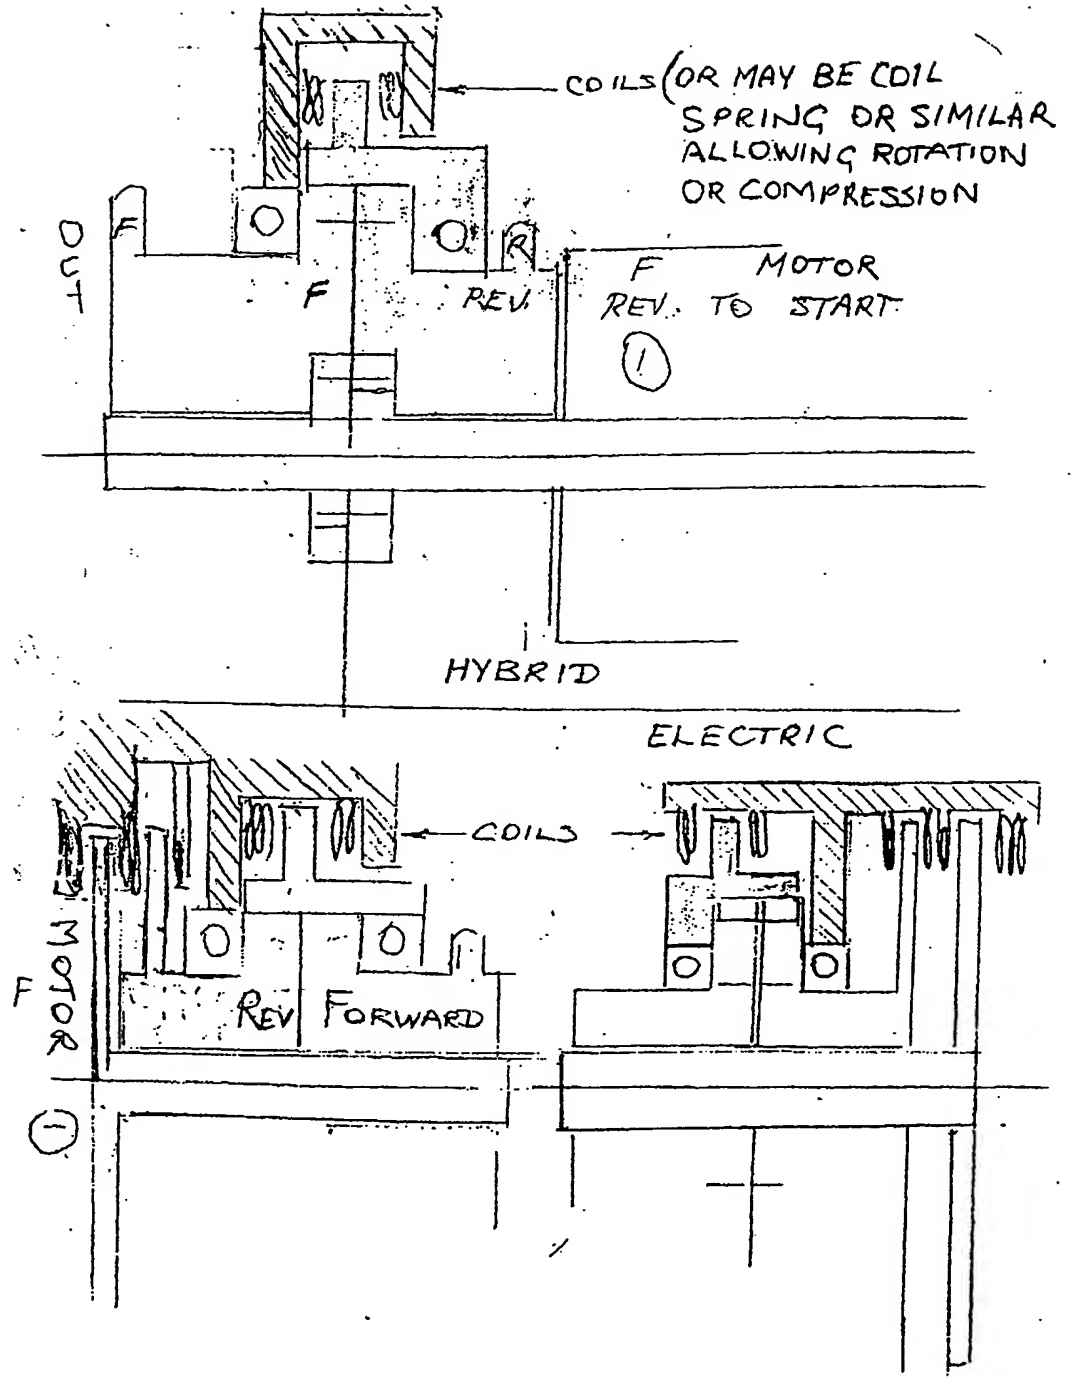 COILS (OR MAY BE COIL
SPRING OR SIMILAR
ALLOWING ROTATION
OR COMPRESSION
OUT
F
R
F
REV.
F MOTOR
REV. TO START
1
HYBRID
ELECTRIC
COILS
MOTOR
F
REV FORWARD
1